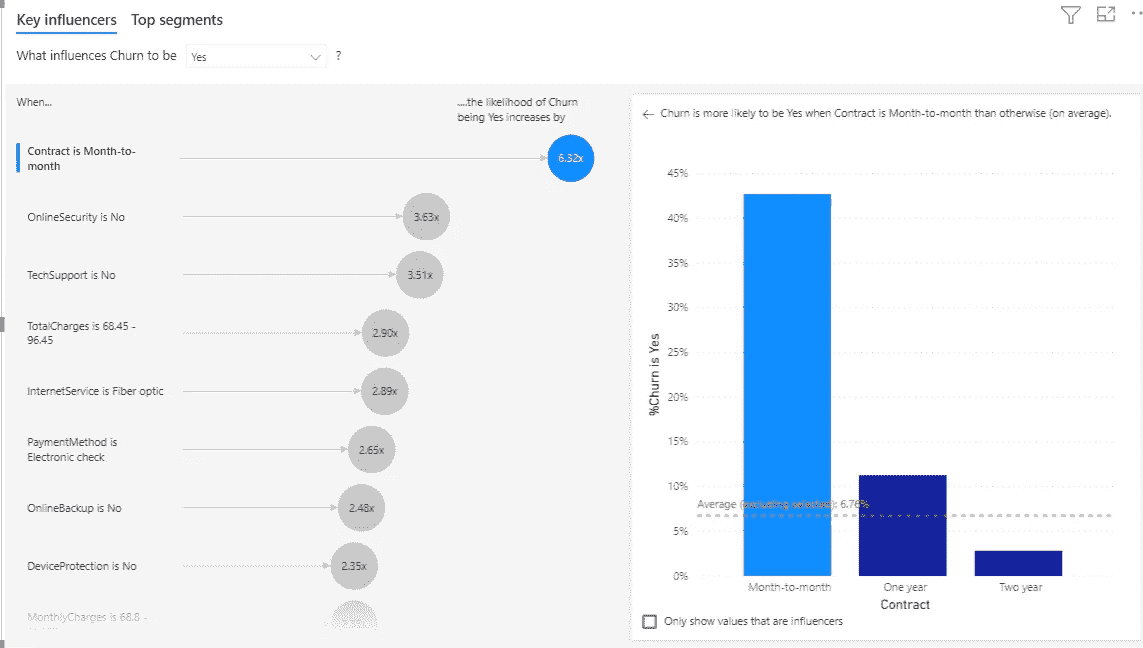 Key influencers Top segments
What influences Churn to be Yes ?
When...
....the likelihood of Churn
being Yes increases by
Contract is Month-to-
month
6.32x
OnlineSecurity is No
3.63x
TechSupport is No
3.51x
TotalCharges is 68.45 -
96.45
2.90x
InternetService is Fiber optic
2.89x
PaymentMethod is
Electronic check
2.65x
OnlineBackup is No
2.48x
DeviceProtection is No
2.35x
MonthlyCharges is 68.8 -
Churn is more likely to be Yes when Contract is Month-to-month than otherwise (on average).
%Churn is Yes
45%
40%
35%
30%
25%
20%
15%
10%
5%
0%
Average (excluding selected): 6.76%
Month-to-month One year Two year
Contract
Only show values that are influencers